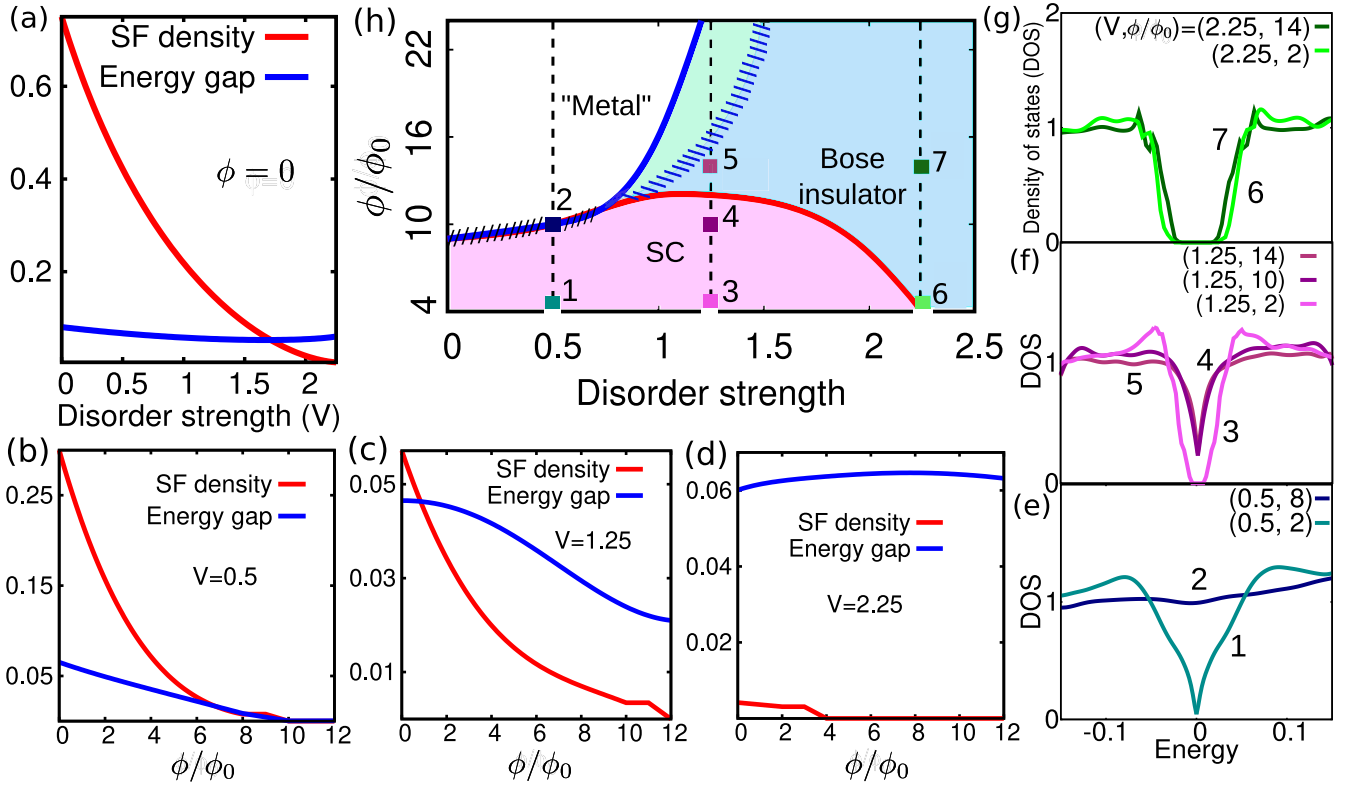 (a)
SF density
Energy gap
ϕ = 0
0.6
0.4
0.2
0 0.5 1 1.5 2
Disorder strength (V)
(h)
ϕ/ϕ0
22
16
10
4
"Metal"
Bose
insulator
SC
1
2
3
4
5
6
7
0 0.5 1 1.5 2 2.5
Disorder strength
(g)
Density of states (DOS)
2
1
0
(V,ϕ/ϕ0)=(2.25, 14)
(2.25, 2)
7
6
(f)
DOS
1
0
(1.25, 14)
(1.25, 10)
(1.25, 2)
5
4
3
(e)
DOS
1
0
(0.5, 8)
(0.5, 2)
2
1
-0.1 0 0.1
Energy
(b)
SF density
Energy gap
V=0.5
0.25
0.15
0.05
0 2 4 6 8 10 12
ϕ/ϕ0
(c)
SF density
Energy gap
V=1.25
0.05
0.03
0.01
0 2 4 6 8 10 12
ϕ/ϕ0
(d)
SF density
Energy gap
V=2.25
0.06
0.04
0.02
0 2 4 6 8 10 12
ϕ/ϕ0